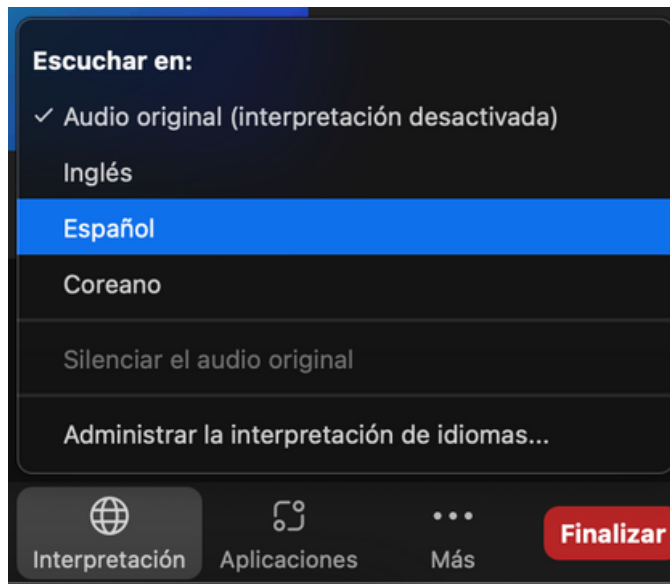 Escuchar en:
✓ Audio original (interpretación desactivada)
Inglés
Español
Coreano
Silenciar el audio original
Administrar la interpretación de idiomas...
Interpretación
Aplicaciones
Más
Finalizar